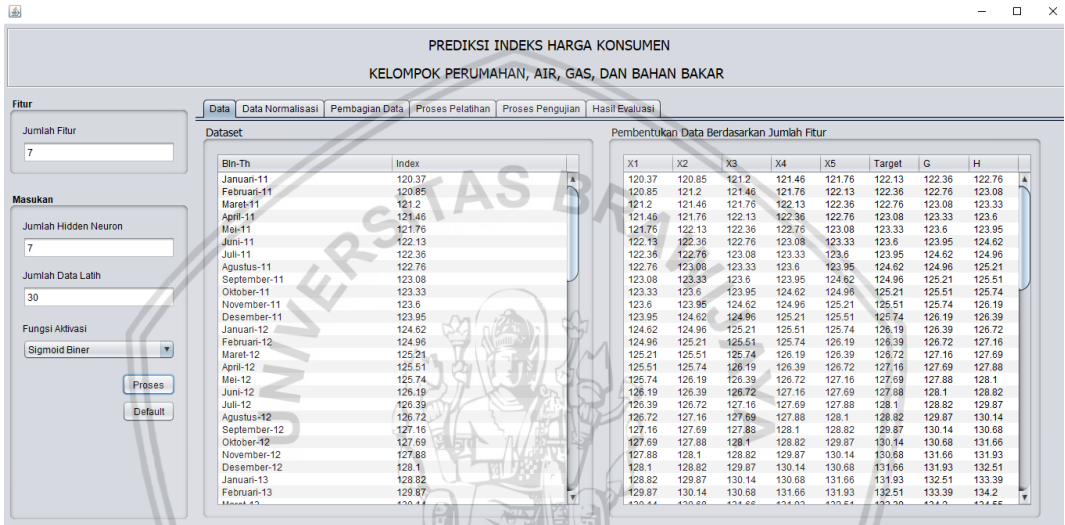 PREDIKSI INDEKS HARGA KONSUMEN
KELOMPOK PERUMAHAN, AIR, GAS, DAN BAHAN BAKAR
Fitur
Jumlah Fitur
7
Masukan
Jumlah Hidden Neuron
7
Jumlah Data Latih
30
Fungsi Aktivasi
Sigmoid Biner
Proses
Default
Data Data Normalisasi Pembagian Data Proses Pelatihan Proses Pengujian Hasil Evaluasi
Dataset
Bln-Th Index
Januari-11 120.37
Februari-11 120.85
Maret-11 121.2
April-11 121.46
Mei-11 121.76
Juni-11 122.13
Juli-11 122.36
Agustus-11 122.76
September-11 123.08
Oktober-11 123.33
November-11 123.6
Desember-11 123.95
Januari-12 124.62
Februari-12 124.96
Maret-12 125.21
April-12 125.51
Mei-12 125.74
Juni-12 126.19
Juli-12 126.39
Agustus-12 126.72
September-12 127.16
Oktober-12 127.69
November-12 127.88
Desember-12 128.1
Januari-13 128.82
Februari-13 129.87
Pembentukan Data Berdasarkan Jumlah Fitur
X1 X2 X3 X4 X5 Target G H
120.37 120.85 121.2 121.46 121.76 122.13 122.36 122.76
120.85 121.2 121.46 121.76 122.13 122.36 122.76 123.08
121.2 121.46 121.76 122.13 122.36 122.76 123.08 123.33
121.46 121.76 122.13 122.36 122.76 123.08 123.33 123.6
121.76 122.13 122.36 122.76 123.08 123.33 123.6 123.95
122.13 122.36 122.76 123.08 123.33 123.6 123.95 124.62
122.36 122.76 123.08 123.33 123.6 123.95 124.62 124.96
122.76 123.08 123.33 123.6 123.95 124.62 124.96 125.21
123.08 123.33 123.6 123.95 124.62 124.96 125.21 125.51
123.33 123.6 123.95 124.62 124.96 125.21 125.51 125.74
123.6 123.95 124.62 124.96 125.21 125.51 125.74 126.19
123.95 124.62 124.96 125.21 125.51 125.74 126.19 126.39
124.62 124.96 125.21 125.51 125.74 126.19 126.39 126.72
124.96 125.21 125.51 125.74 126.19 126.39 126.72 127.16
125.21 125.51 125.74 126.19 126.39 126.72 127.16 127.69
125.51 125.74 126.19 126.39 126.72 127.16 127.69 127.88
125.74 126.19 126.39 126.72 127.16 127.69 127.88 128.1
126.19 126.39 126.72 127.16 127.69 127.88 128.1 128.82
126.39 126.72 127.16 127.69 127.88 128.1 128.82 129.87
126.72 127.16 127.69 127.88 128.1 128.82 129.87 130.14
127.16 127.69 127.88 128.1 128.82 129.87 130.14 130.68
127.69 127.88 128.1 128.82 129.87 130.14 130.68 131.66
127.88 128.1 128.82 129.87 130.14 130.68 131.66 131.93
128.1 128.82 129.87 130.14 130.68 131.66 131.93 132.51
128.82 129.87 130.14 130.68 131.66 131.93 132.51 133.39
129.87 130.14 130.68 131.66 131.93 132.51 133.39 134.2
UNIVERSITAS BRAWIJAYA